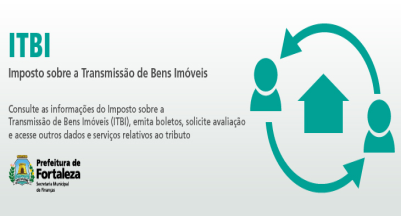 ITBI
Imposto sobre a Transmissão de Bens Imóveis
Consulte as informações do Imposto sobre a
Transmissão de Bens Imóveis (ITBI), emita boletos, solicite avaliação
e acesse outros dados e serviços relativos ao tributo
Prefeitura de
Fortaleza
Secretaria Municipal
de Finanças